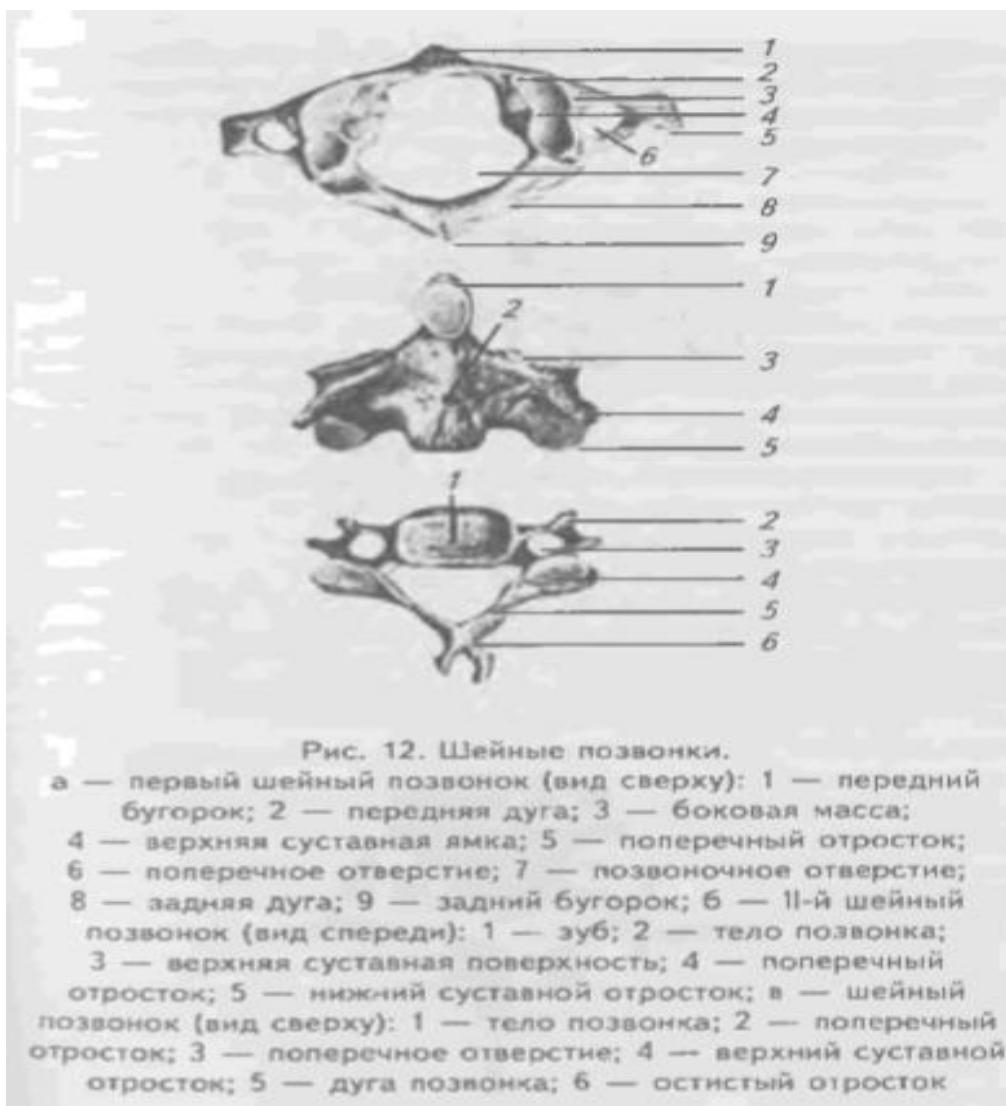 1
2
3
4
5
6
7
8
9
1
2
3
4
5
1
2
3
4
5
6
Рис. 12. Шейные позвонки.
а — первый шейный позвонок (вид сверху): 1 — передний
бугорок; 2 — передняя дуга; 3 — боковая масса;
4 — верхняя суставная ямка; 5 — поперечный отросток;
6 — поперечное отверстие; 7 — позвоночное отверстие;
8 — задняя дуга; 9 — задний бугорок; б — II-й шейный
позвонок (вид спереди): 1 — зуб; 2 — тело позвонка;
3 — верхняя суставная поверхность; 4 — поперечный
отросток; 5 — нижний суставной отросток; в — шейный
позвонок (вид сверху): 1 — тело позвонка; 2 — поперечный
отросток; 3 — поперечное отверстие; 4 — верхний суставной
отросток; 5 — дуга позвонка; 6 — остистый отросток